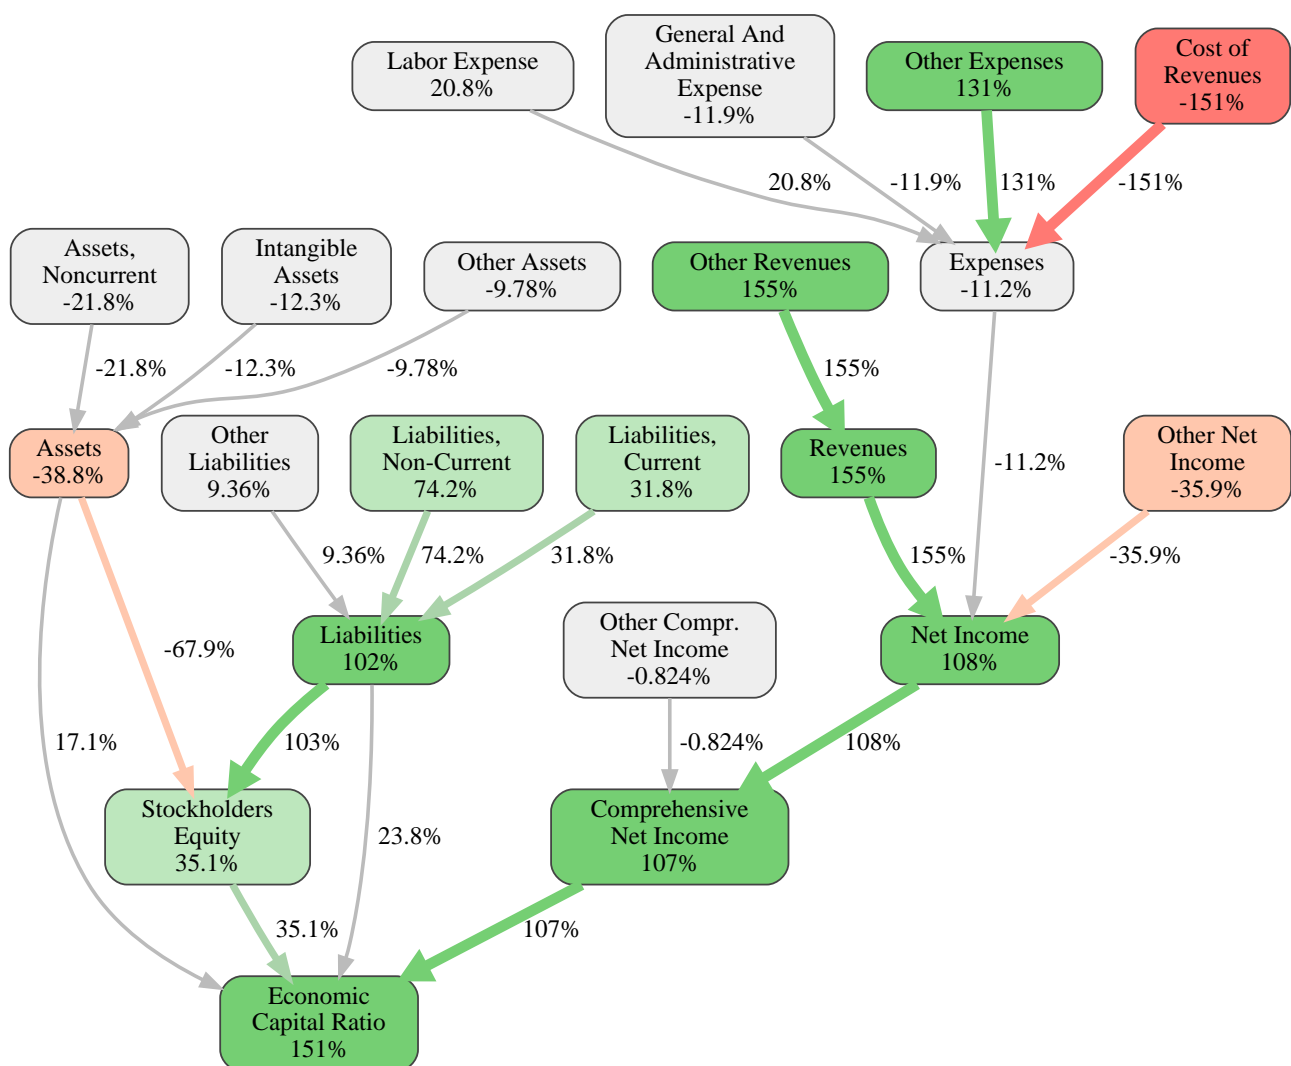 Labor Expense
20.8%
General And
Administrative
Expense
-11.9%
Other Expenses
131%
Cost of
Revenues
-151%
20.8%
-11.9%
131%
-151%
Assets,
Noncurrent
-21.8%
Intangible
Assets
-12.3%
Other Assets
-9.78%
Other Revenues
155%
Expenses
-11.2%
-21.8%
-12.3%
-9.78%
155%
Assets
-38.8%
Other
Liabilities
9.36%
Liabilities,
Non-Current
74.2%
Liabilities,
Current
31.8%
Revenues
155%
-11.2%
Other Net
Income
-35.9%
9.36%
74.2%
31.8%
155%
-35.9%
-67.9%
Liabilities
102%
Other Compr.
Net Income
-0.824%
Net Income
108%
17.1%
103%
-0.824%
108%
Stockholders
Equity
35.1%
23.8%
Comprehensive
Net Income
107%
35.1%
107%
Economic
Capital Ratio
151%